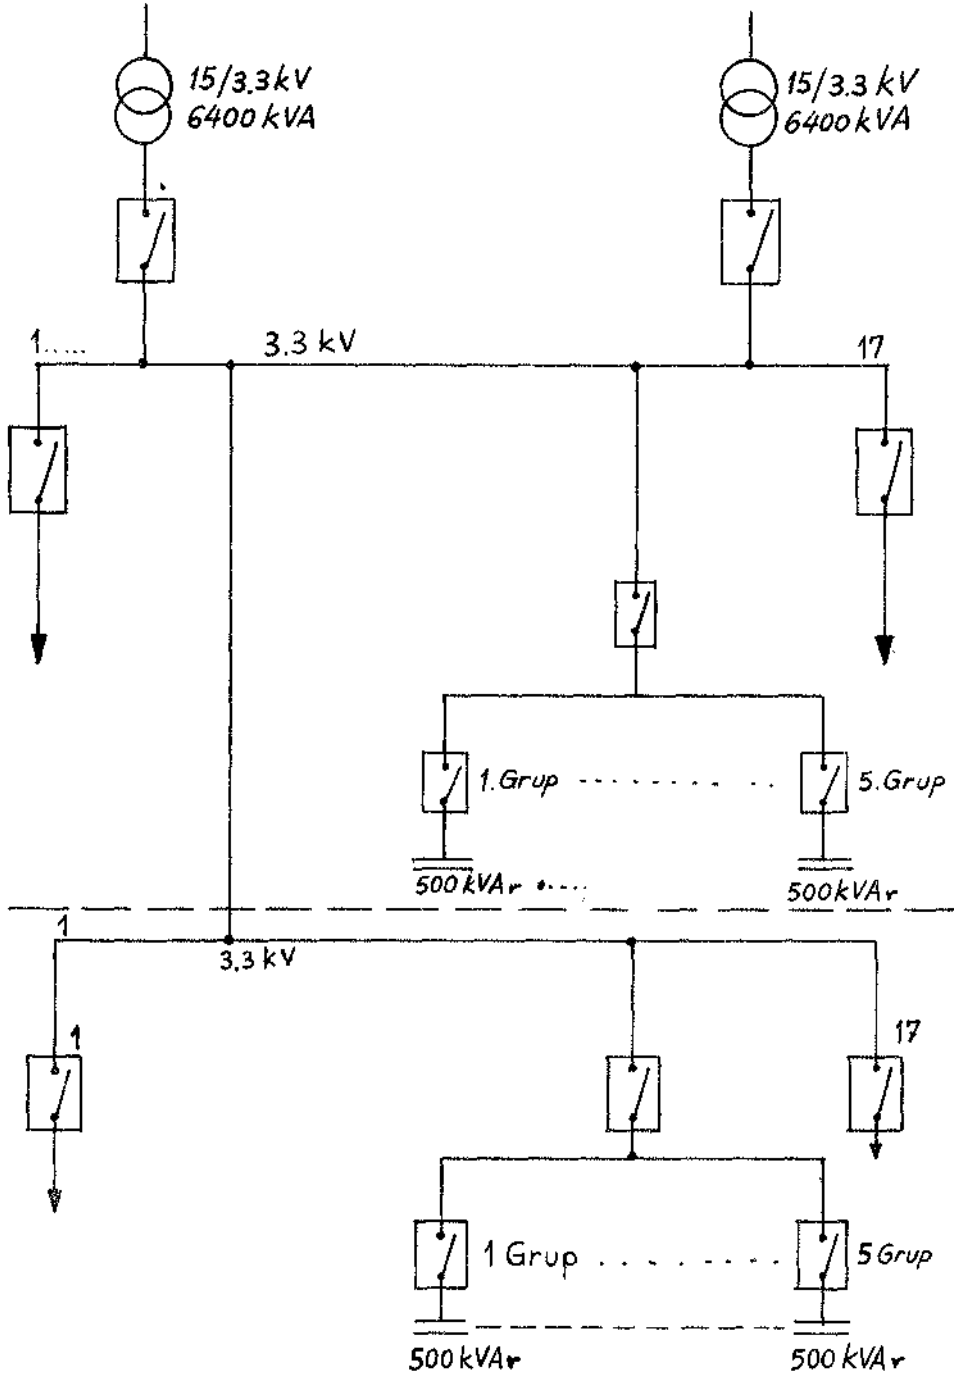 15/3.3 kV
6400 kVA
15/3.3 kV
6400 kVA
1.....
3.3 kV
17
1.Grup
5.Grup
500 kVAr
500 kVAr
1
3.3 kV
1
17
1 Grup
5 Grup
500 kVAr
500 kVAr